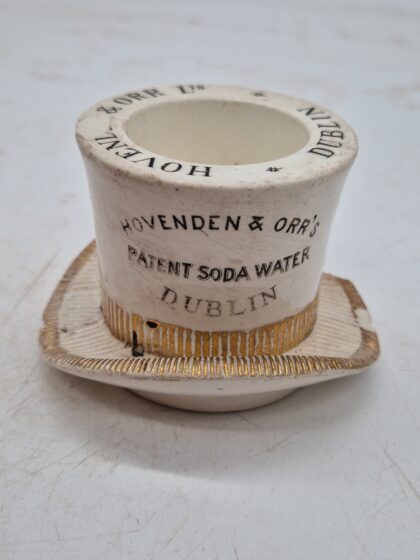 HOVEN & ORR LTD * DUBLIN *
HOVENDEN & ORR'S
PATENT SODA WATER
DUBLIN